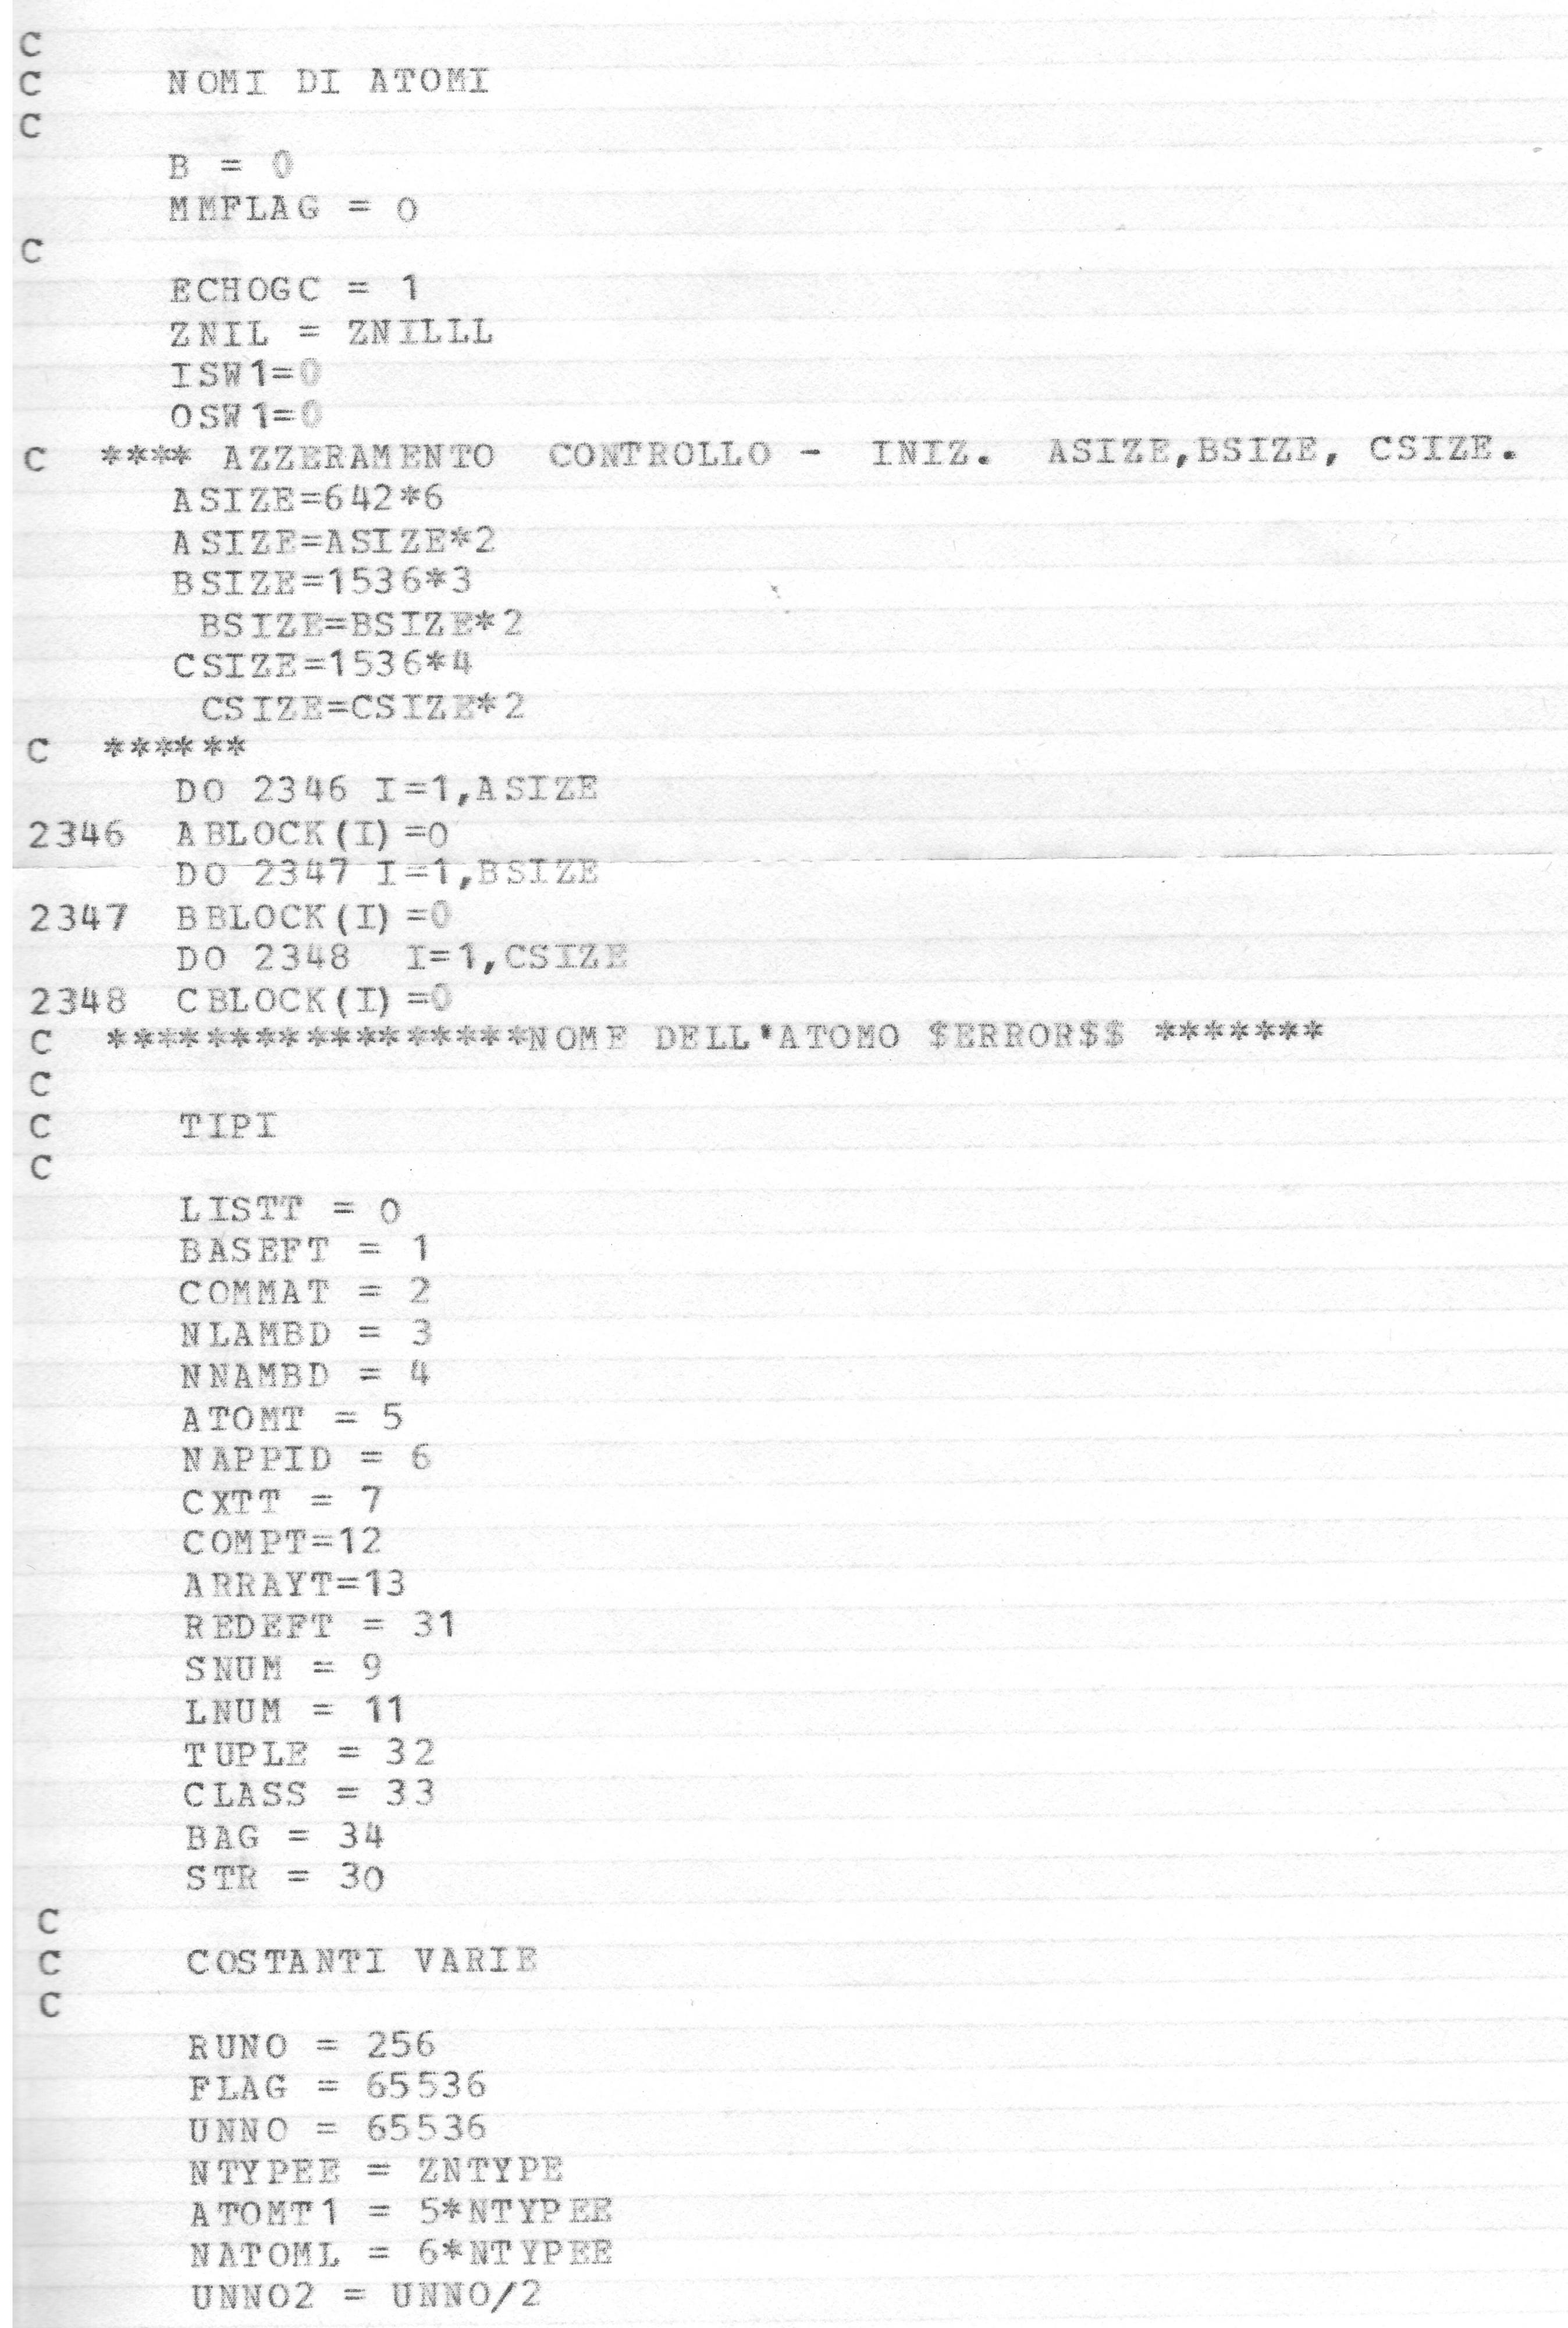 C
C     NOMI DI ATOMI
C
      B = 0
      MMFLAG = 0
C
      ECHOGC = 1
      ZNIL = ZNILLL
      ISW1=0
      OSW1=0
C  **** AZZERAMENTO  CONTROLLO -  INIZ.  ASIZE,BSIZE, CSIZE.
      ASIZE=642*6
      ASIZE=ASIZE*2
      BSIZE=1536*3
       BSIZE=BSIZE*2
      CSIZE=1536*4
       CSIZE=CSIZE*2
C  ******
      DO 2346 I=1,ASIZE
2346  ABLOCK(I)=0
      DO 2347 I=1,BSIZE
2347  BBLOCK(I)=0
      DO 2348  I=1,CSIZE
2348  CBLOCK(I)=0
C  *****************NOME DELL'ATOMO $ERROR$$ *******
C
C     TIPI
C
      LISTT = 0
      BASEFT = 1
      COMMAT = 2
      NLAMBD = 3
      NNAMBD = 4
      ATOMT = 5
      NAPPID = 6
      CXTT = 7
      COMPT=12
      ARRAYT=13
      REDEFT = 31
      SNUM = 9
      LNUM = 11
      TUPLE = 32
      CLASS = 33
      BAG = 34
      STR = 30
C
C     COSTANTI VARIE
C
      RUNO = 256
      FLAG = 65536
      UNNO = 65536
      NTYPEE = ZNTYPE
      ATOMT1 = 5*NTYPEE
      NATOML = 6*NTYPEE
      UNNO2 = UNNO/2